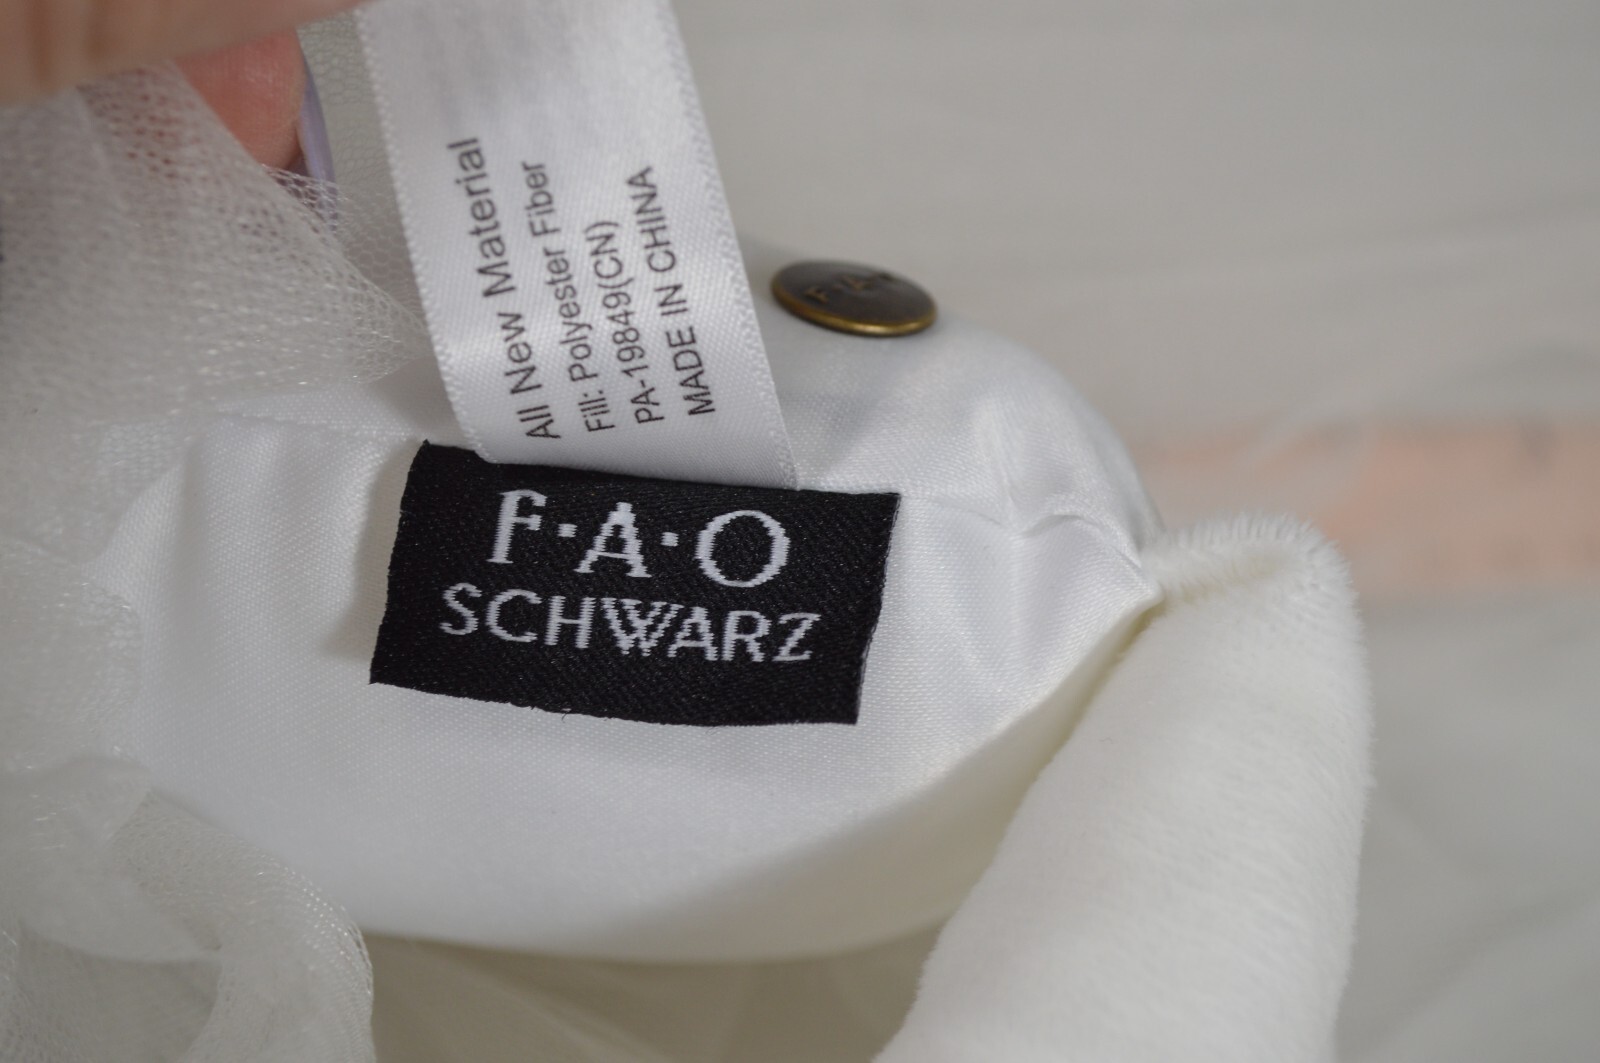 All New Material
Fill: Polyester Fiber
PA-19849(CN)
MADE IN CHINA
F·A·O
F·A·O
SCHWARZ